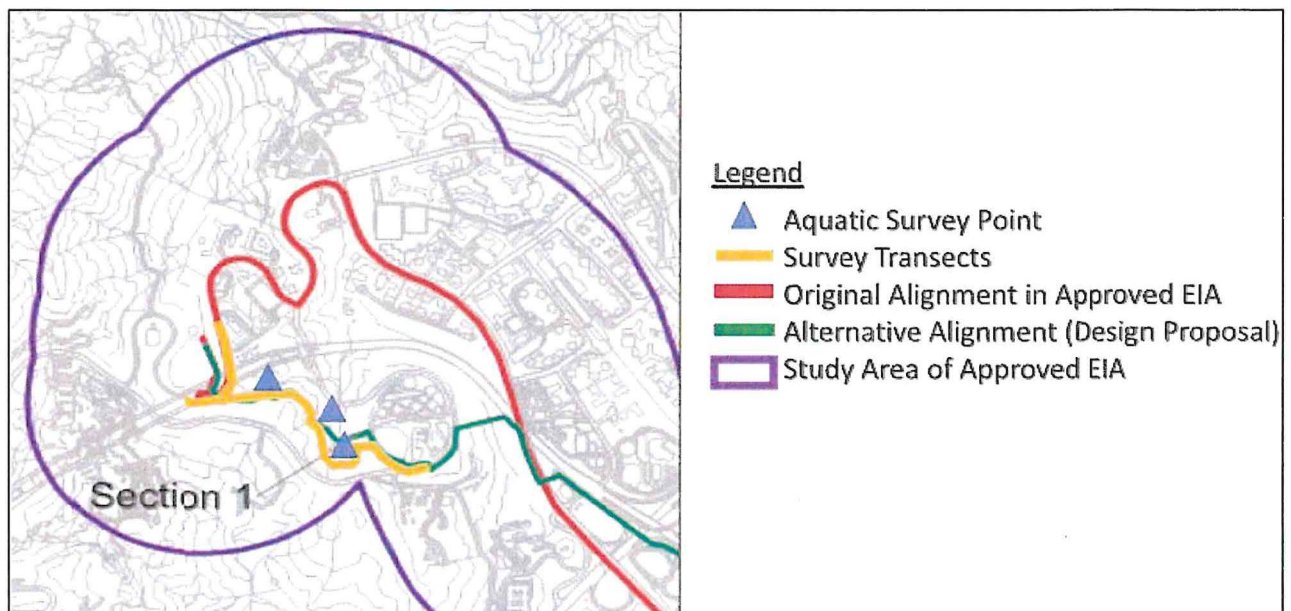 Section 1
Legend
Aquatic Survey Point
Survey Transects
Original Alignment in Approved EIA
Alternative Alignment (Design Proposal)
Study Area of Approved EIA